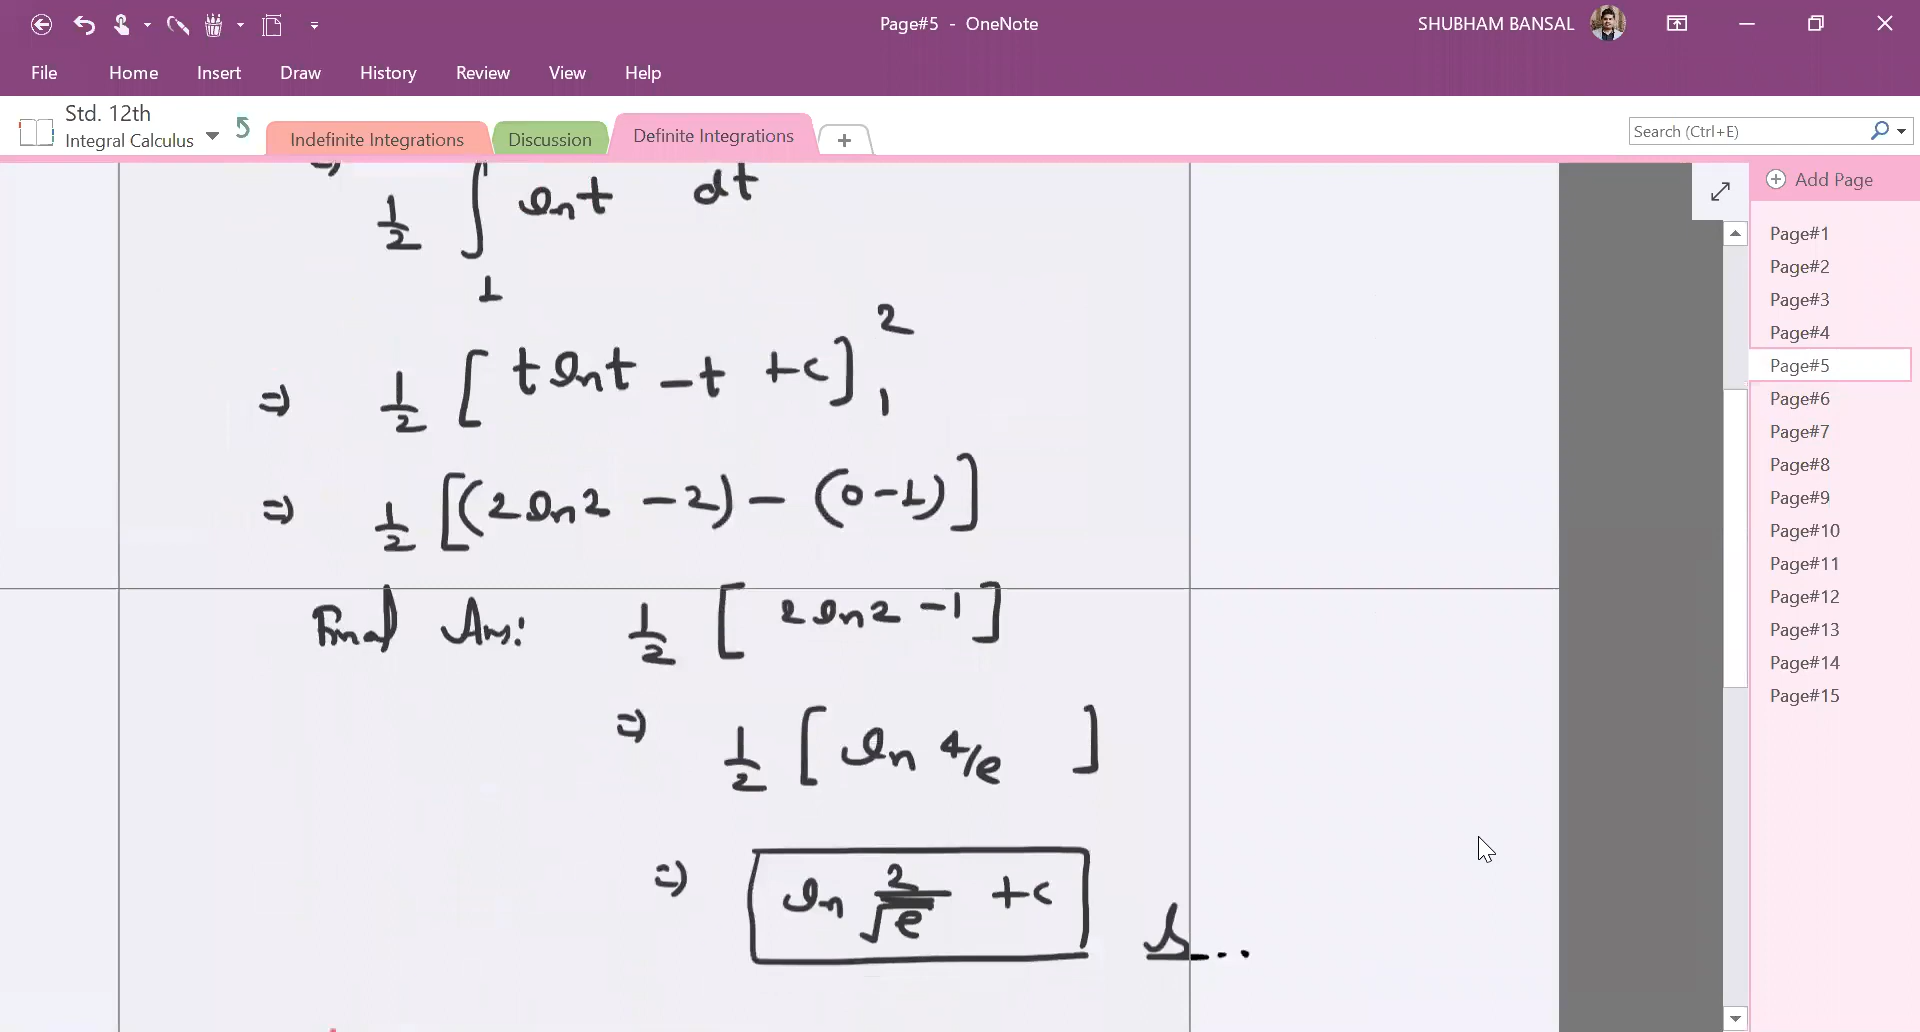 Page#5 - OneNote
SHUBHAM BANSAL
File Home Insert Draw History Review View Help
Std. 12th
Integral Calculus
Indefinite Integrations
Discussion
Definite Integrations
+
Search (Ctrl+E)
Add Page
Page#1
Page#2
Page#3
Page#4
Page#5
Page#6
Page#7
Page#8
Page#9
Page#10
Page#11
Page#12
Page#13
Page#14
Page#15
1/2 ∫₁ ln t dt
⇒ 1/2 [t ln t - t + c]₁²
⇒ 1/2 [(2 ln 2 - 2) - (0 - 1)]
Final Ans: 1/2 [2 ln 2 - 1]
⇒ 1/2 [ln 4/e]
⇒ ln 2/√e + c